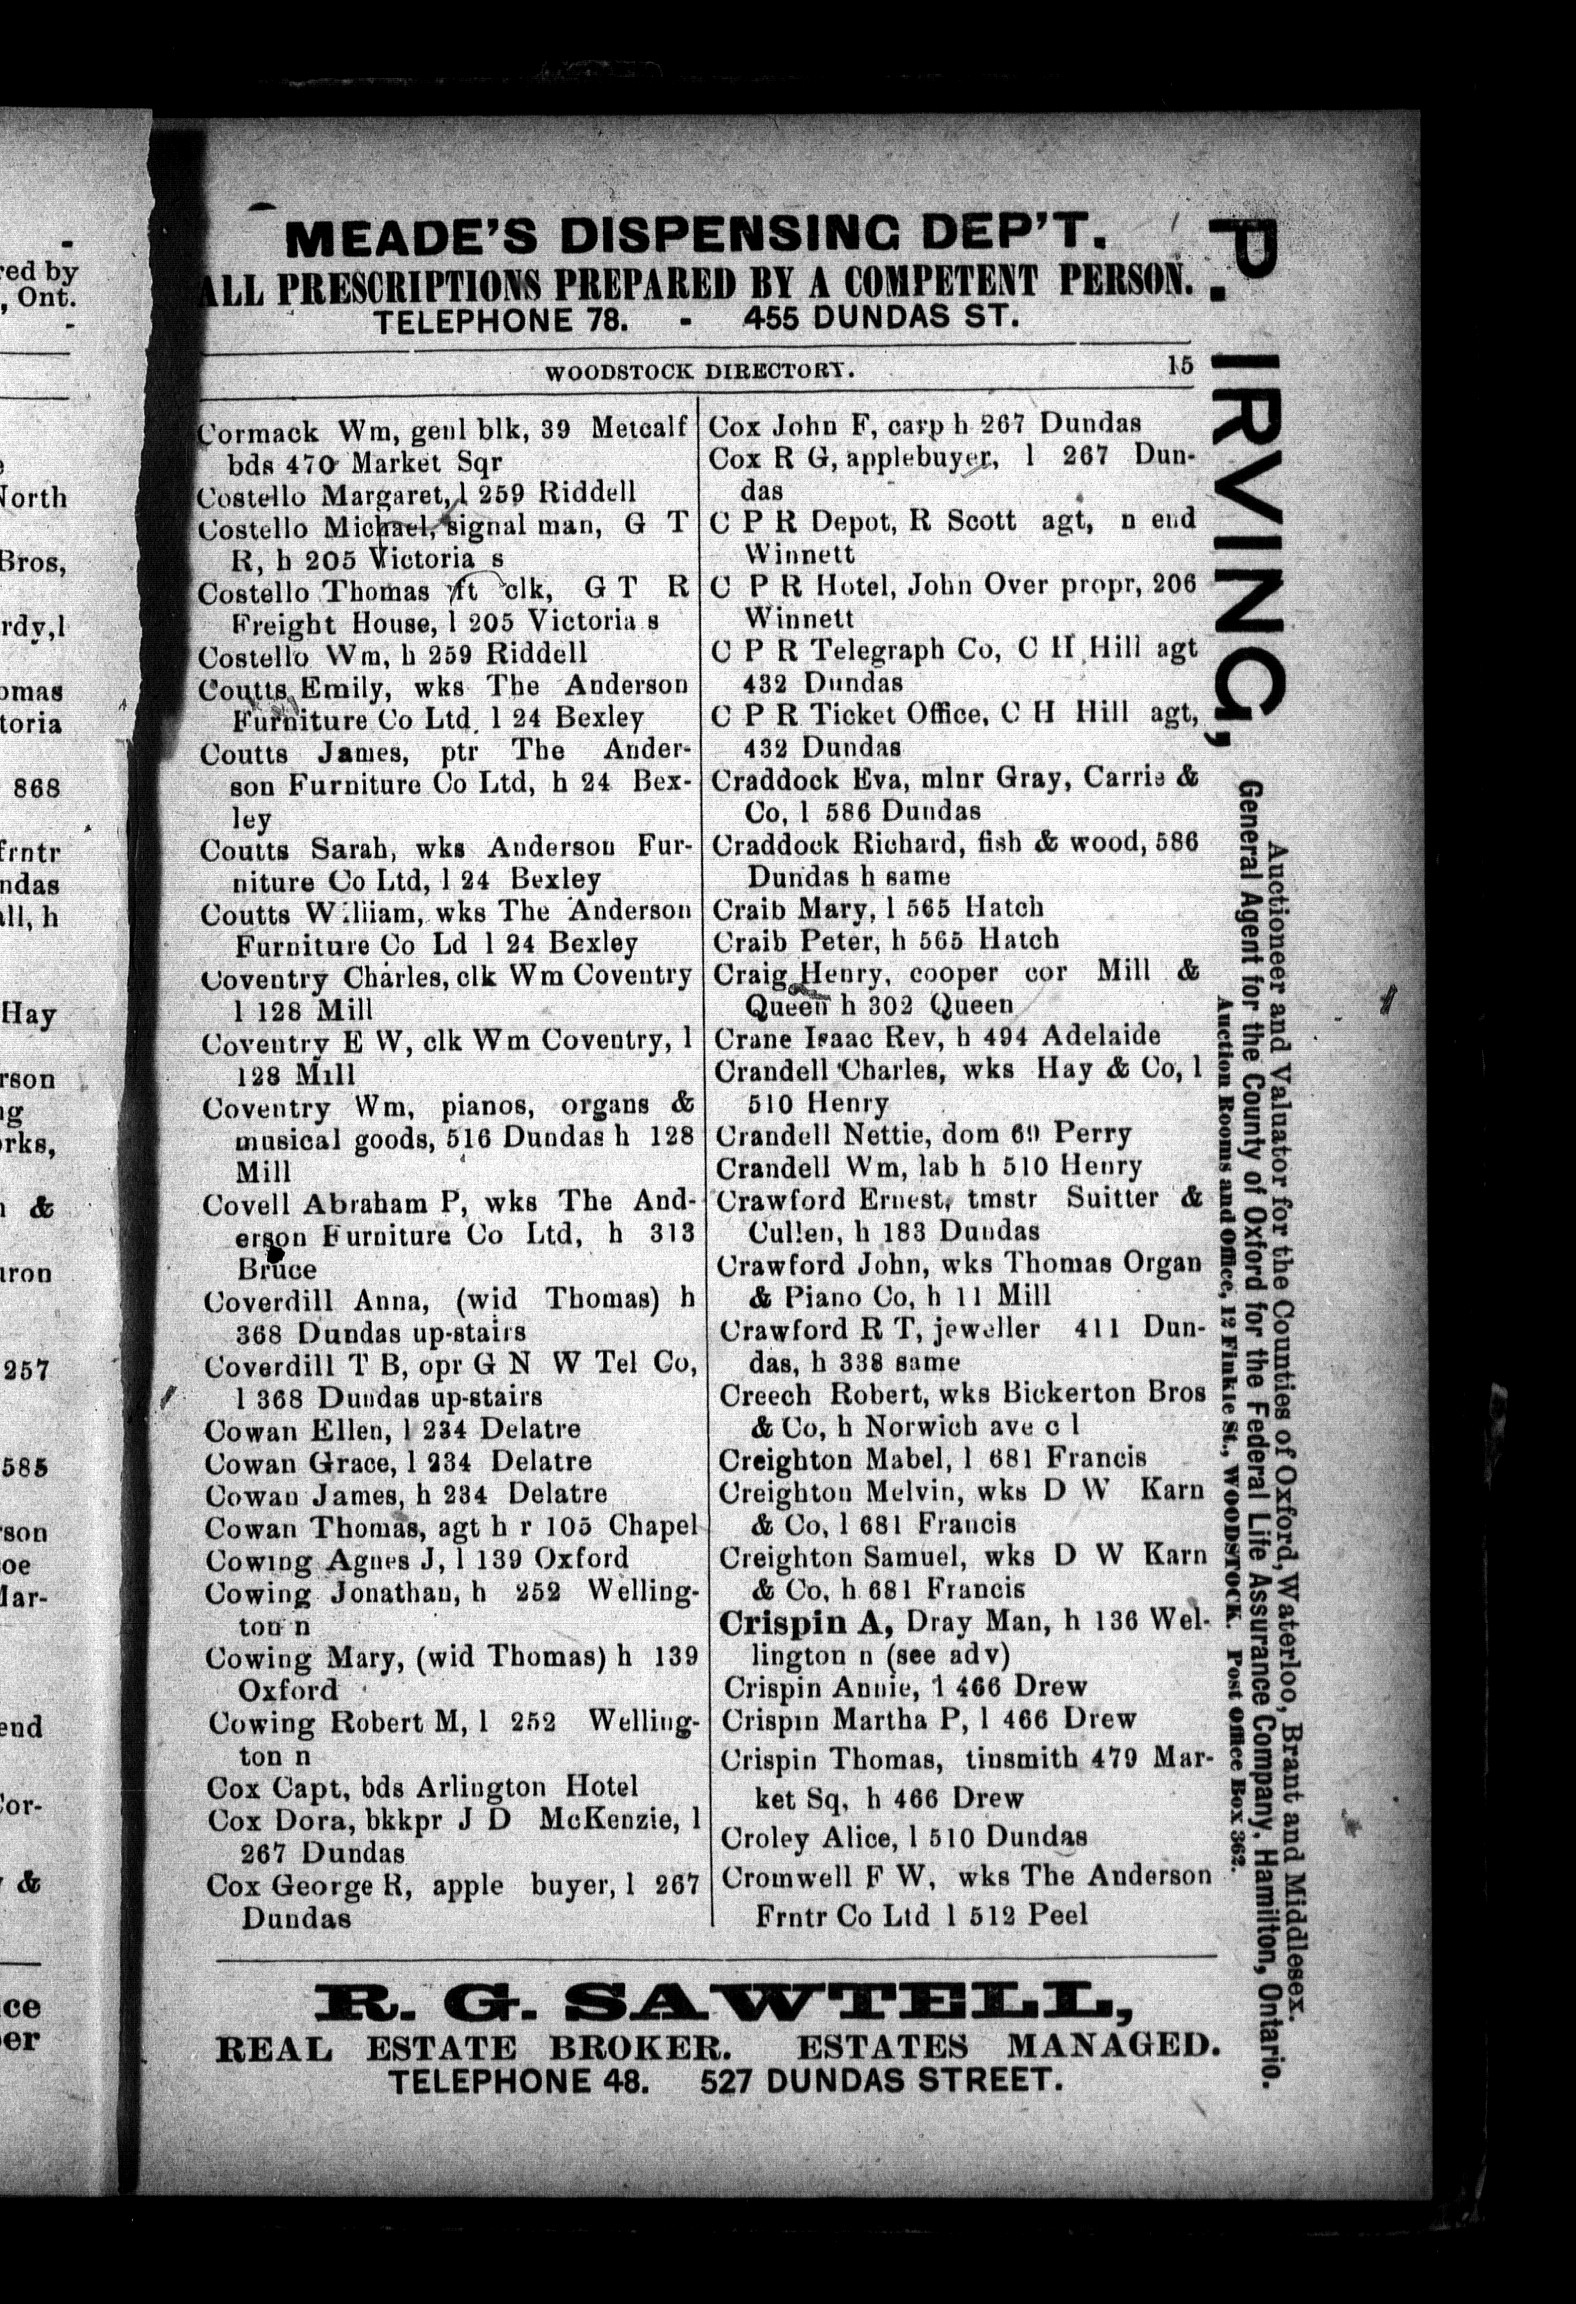 MEADE'S DISPENSING DEP'T.
ALL PRESCRIPTIONS PREPARED BY A COMPETENT PERSON.
TELEPHONE 78. - 455 DUNDAS ST.
WOODSTOCK DIRECTORY. 15
Cormack Wm, genl blk, 39 Metcalf
bds 470 Market Sqr
Costello Margaret, l 259 Riddell
Costello Michael, signal man, G T
R, h 205 Victoria s
Costello Thomas ft clk, G T R
Freight House, l 205 Victoria s
Costello Wm, h 259 Riddell
Coutts Emily, wks The Anderson
Furniture Co Ltd, l 24 Bexley
Coutts James, ptr The Ander-
son Furniture Co Ltd, h 24 Bex-
ley
Coutts Sarah, wks Anderson Fur-
niture Co Ltd, l 24 Bexley
Coutts William, wks The Anderson
Furniture Co Ld l 24 Bexley
Coventry Charles, clk Wm Coventry
l 128 Mill
Coventry E W, clk Wm Coventry, l
128 Mill
Coventry Wm, pianos, organs &
musical goods, 516 Dundas h 128
Mill
Covell Abraham P, wks The And-
erson Furniture Co Ltd, h 313
Bruce
Coverdill Anna, (wid Thomas) h
368 Dundas up-stairs
Coverdill T B, opr G N W Tel Co,
l 368 Dundas up-stairs
Cowan Ellen, l 234 Delatre
Cowan Grace, l 234 Delatre
Cowan James, h 234 Delatre
Cowan Thomas, agt h r 105 Chapel
Cowing Agnes J, l 139 Oxford
Cowing Jonathan, h 252 Welling-
ton n
Cowing Mary, (wid Thomas) h 139
Oxford
Cowing Robert M, l 252 Welling-
ton n
Cox Capt, bds Arlington Hotel
Cox Dora, bkkpr J D McKenzie, l
267 Dundas
Cox George R, apple buyer, l 267
Dundas
Cox John F, carp h 267 Dundas
Cox R G, applebuyer, l 267 Dun-
das
C P R Depot, R Scott agt, n end
Winnett
C P R Hotel, John Over propr, 206
Winnett
C P R Telegraph Co, C H Hill agt
432 Dundas
C P R Ticket Office, C H Hill agt,
432 Dundas
Craddock Eva, mlnr Gray, Carrie &
Co, l 586 Dundas
Craddock Richard, fish & wood, 586
Dundas h same
Craib Mary, l 565 Hatch
Craib Peter, h 565 Hatch
Craig Henry, cooper cor Mill &
Queen h 302 Queen
Crane Isaac Rev, h 494 Adelaide
Crandell Charles, wks Hay & Co, l
510 Henry
Crandell Nettie, dom 69 Perry
Crandell Wm, lab h 510 Henry
Crawford Ernest, tmstr Suitter &
Cullen, h 183 Dundas
Crawford John, wks Thomas Organ
& Piano Co, h 11 Mill
Crawford R T, jeweller 411 Dun-
das, h 338 same
Creech Robert, wks Bickerton Bros
& Co, h Norwich ave c l
Creighton Mabel, l 681 Francis
Creighton Melvin, wks D W Karn
& Co, l 681 Francis
Creighton Samuel, wks D W Karn
& Co, h 681 Francis
Crispin A, Dray Man, h 136 Wel-
lington n (see adv)
Crispin Annie, l 466 Drew
Crispin Martha P, l 466 Drew
Crispin Thomas, tinsmith 479 Mar-
ket Sq, h 466 Drew
Croley Alice, l 510 Dundas
Cromwell F W, wks The Anderson
Frntr Co Ltd l 512 Peel
R. G. SAWTELL,
REAL ESTATE BROKER. ESTATES MANAGED.
TELEPHONE 48. 527 DUNDAS STREET.
P. IRVING,
Auctioneer and Valuator for the Counties of Oxford, Waterloo, Brant and Middlesex.
General Agent for the County of Oxford for the Federal Life Assurance Company, Hamilton, Ontario.
Auction Rooms and Office, 12 Finkle St., WOODSTOCK. Post Office Box 362.
ed by
, Ont.
North
Bros,
rdy, l
omas
toria
868
frntr
ndas
ll, h
Hay
rson
rks,
&
257
585
son
oe
Mar-
end
&